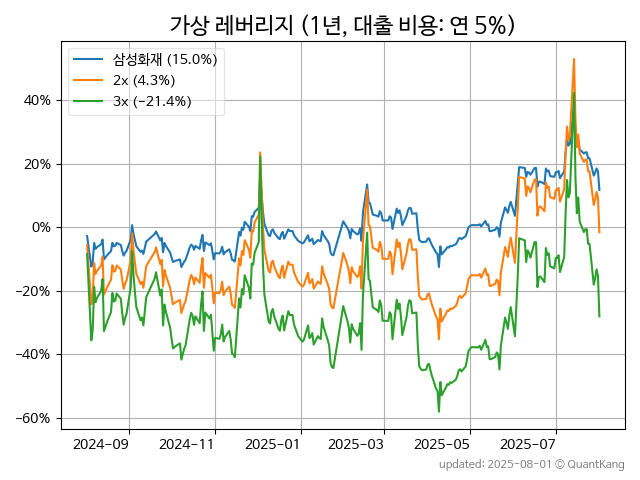 가상 레버리지 (1년, 대출 비용: 연 5%)
삼성화재 (15.0%)
2x (4.3%)
3x (−21.4%)
40%
20%
0%
−20%
−40%
−60%
2024-09
2024-11
2025-01
2025-03
2025-05
2025-07
updated: 2025-08-01 © QuantKang